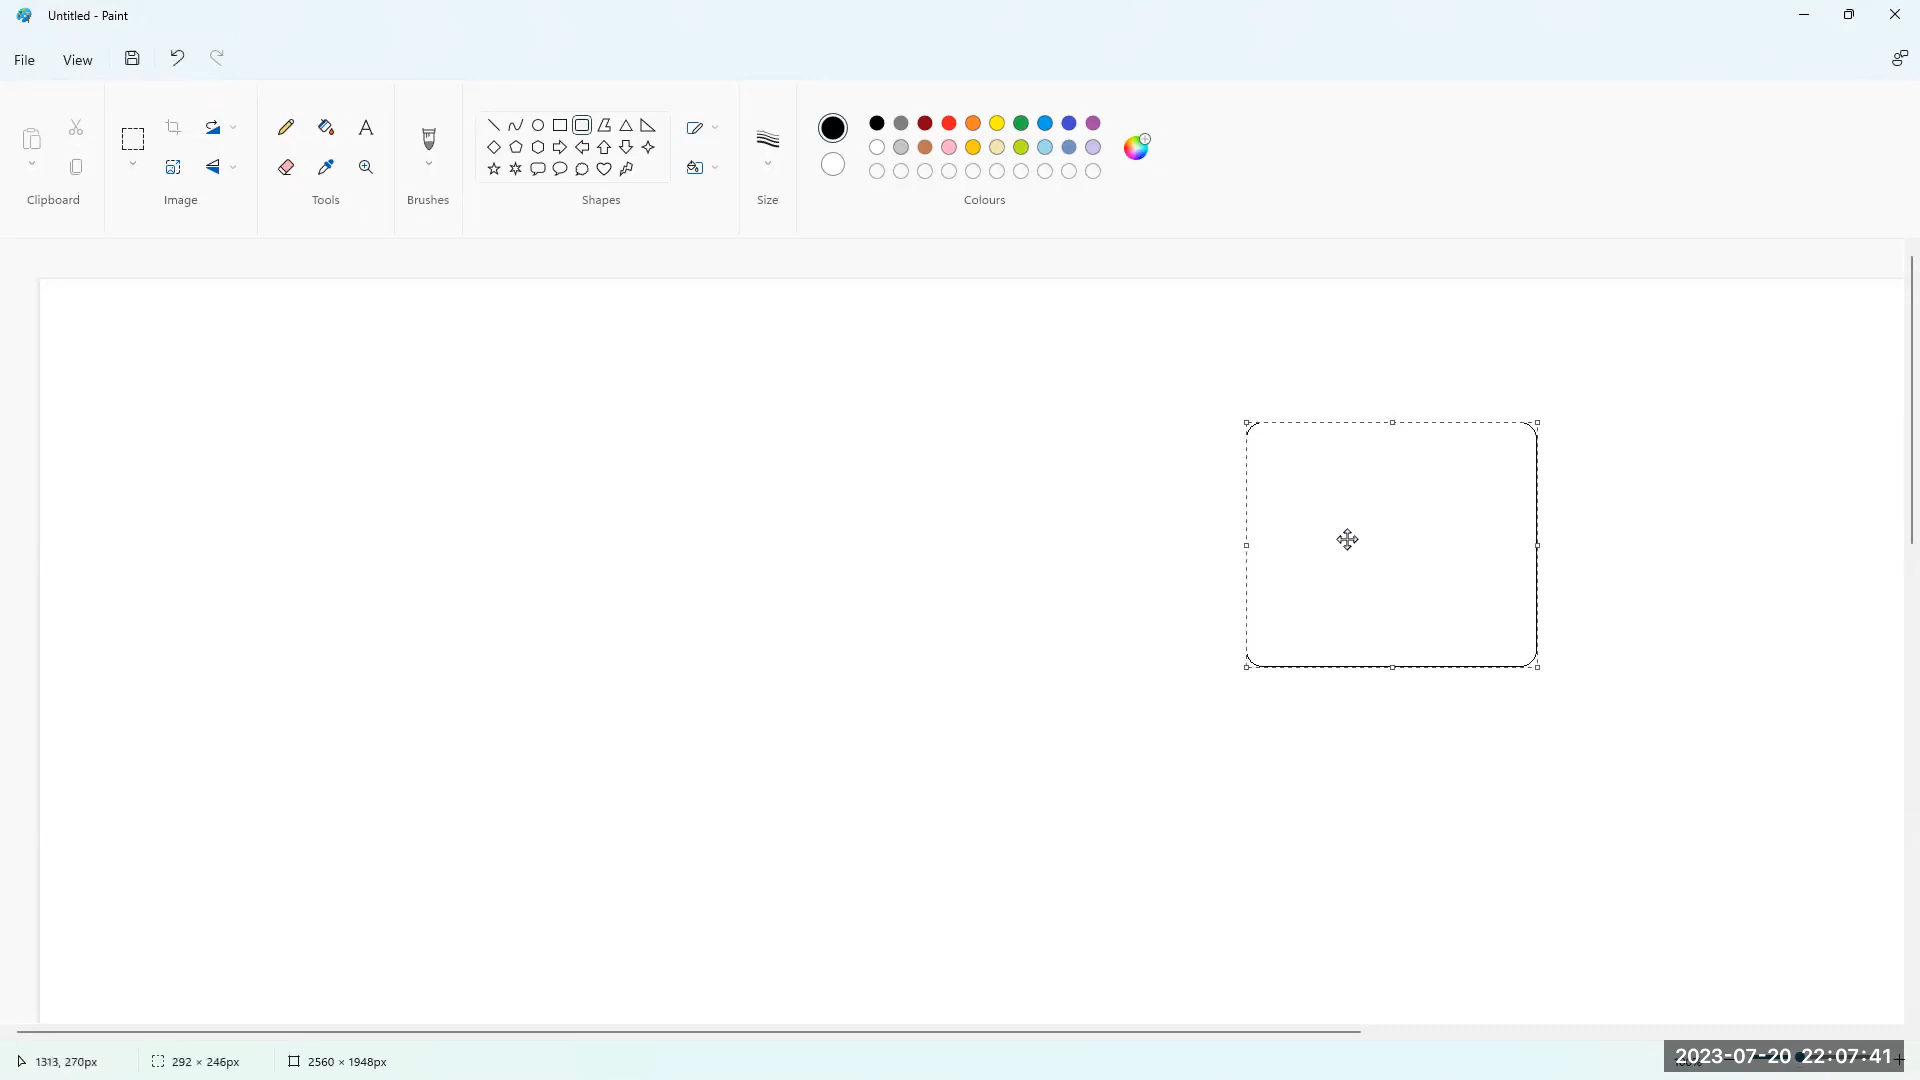 Untitled - Paint
File
View
Clipboard
Image
Tools
Brushes
Shapes
Size
Colours
1313, 270px
292 × 246px
2560 × 1948px
2023-07-20 22:07:41